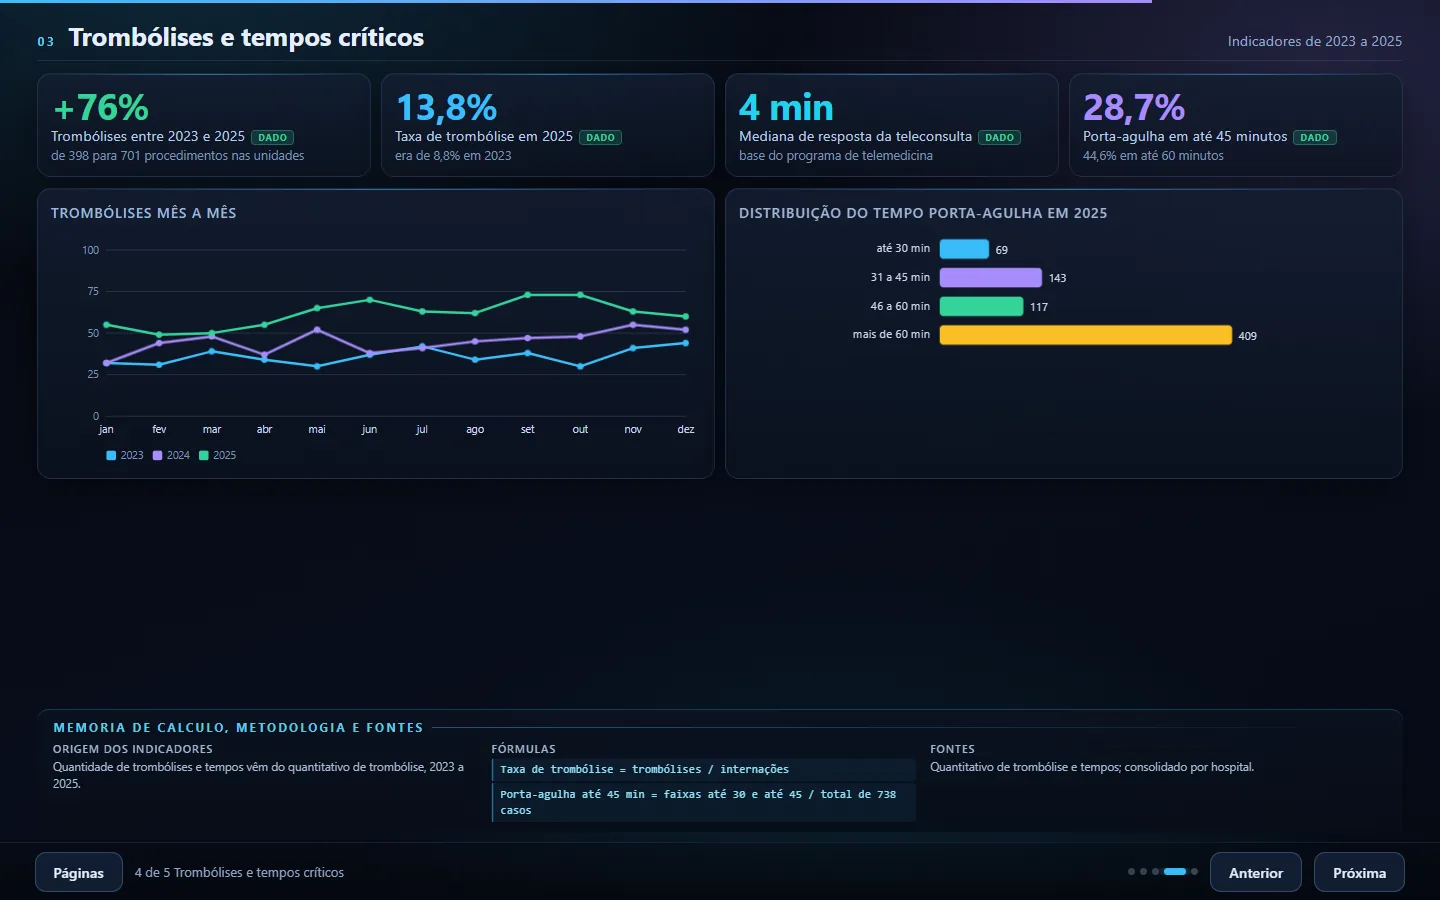 03 Trombólises e tempos críticos
Indicadores de 2023 a 2025
+76%
Trombólises entre 2023 e 2025 DADO
de 398 para 701 procedimentos nas unidades
13,8%
Taxa de trombólise em 2025 DADO
era de 8,8% em 2023
4 min
Mediana de resposta da teleconsulta DADO
base do programa de telemedicina
28,7%
Porta-agulha em até 45 minutos DADO
44,6% em até 60 minutos
TROMBÓLISES MÊS A MÊS
100
75
50
25
0
jan fev mar abr mai jun jul ago set out nov dez
2023 2024 2025
DISTRIBUIÇÃO DO TEMPO PORTA-AGULHA EM 2025
até 30 min 69
31 a 45 min 143
46 a 60 min 117
mais de 60 min 409
MEMORIA DE CALCULO, METODOLOGIA E FONTES
ORIGEM DOS INDICADORES
Quantidade de trombólises e tempos vêm do quantitativo de trombólise, 2023 a
2025.
FÓRMULAS
Taxa de trombólise = trombólises / internações
Porta-agulha até 45 min = faixas até 30 e até 45 / total de 738
casos
FONTES
Quantitativo de trombólise e tempos; consolidado por hospital.
Páginas
4 de 5 Trombólises e tempos críticos
Anterior
Próxima